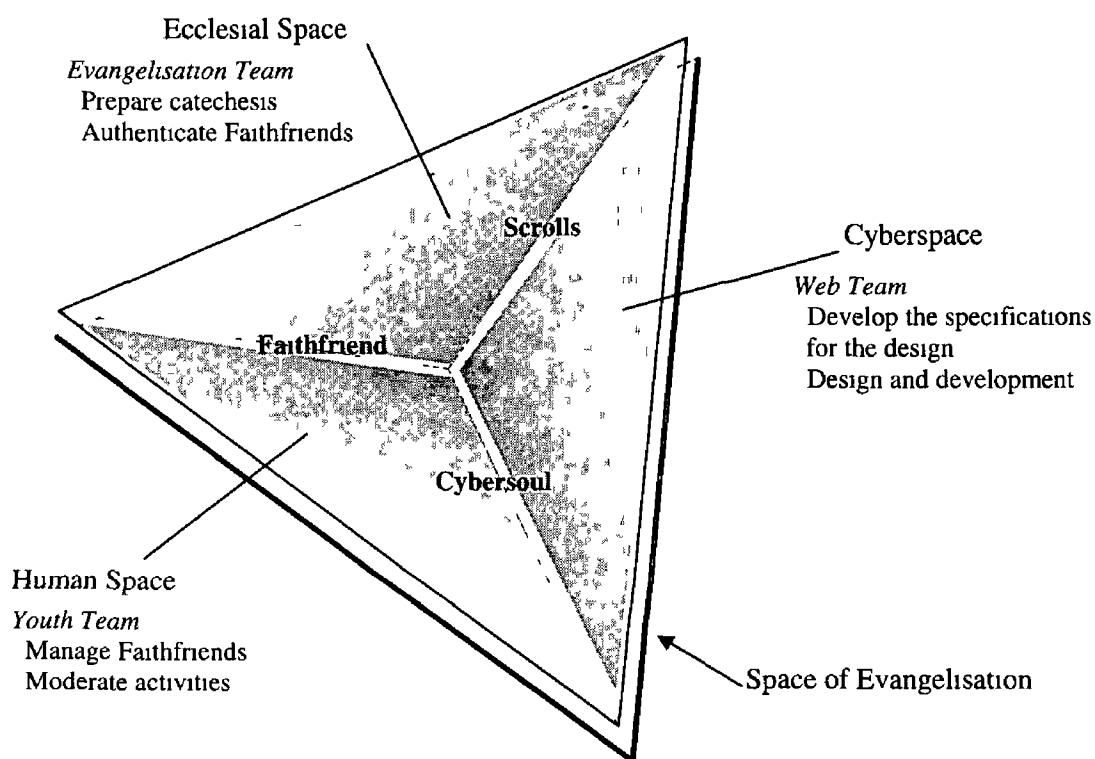 Ecclesial Space
Evangelisation Team
Prepare catechesis
Authenticate Faithfriends
Scrolls
Cyberspace
Web Team
Develop the specifications
for the design
Design and development
Faithfriend
Cybersoul
Human Space
Youth Team
Manage Faithfriends
Moderate activities
Space of Evangelisation